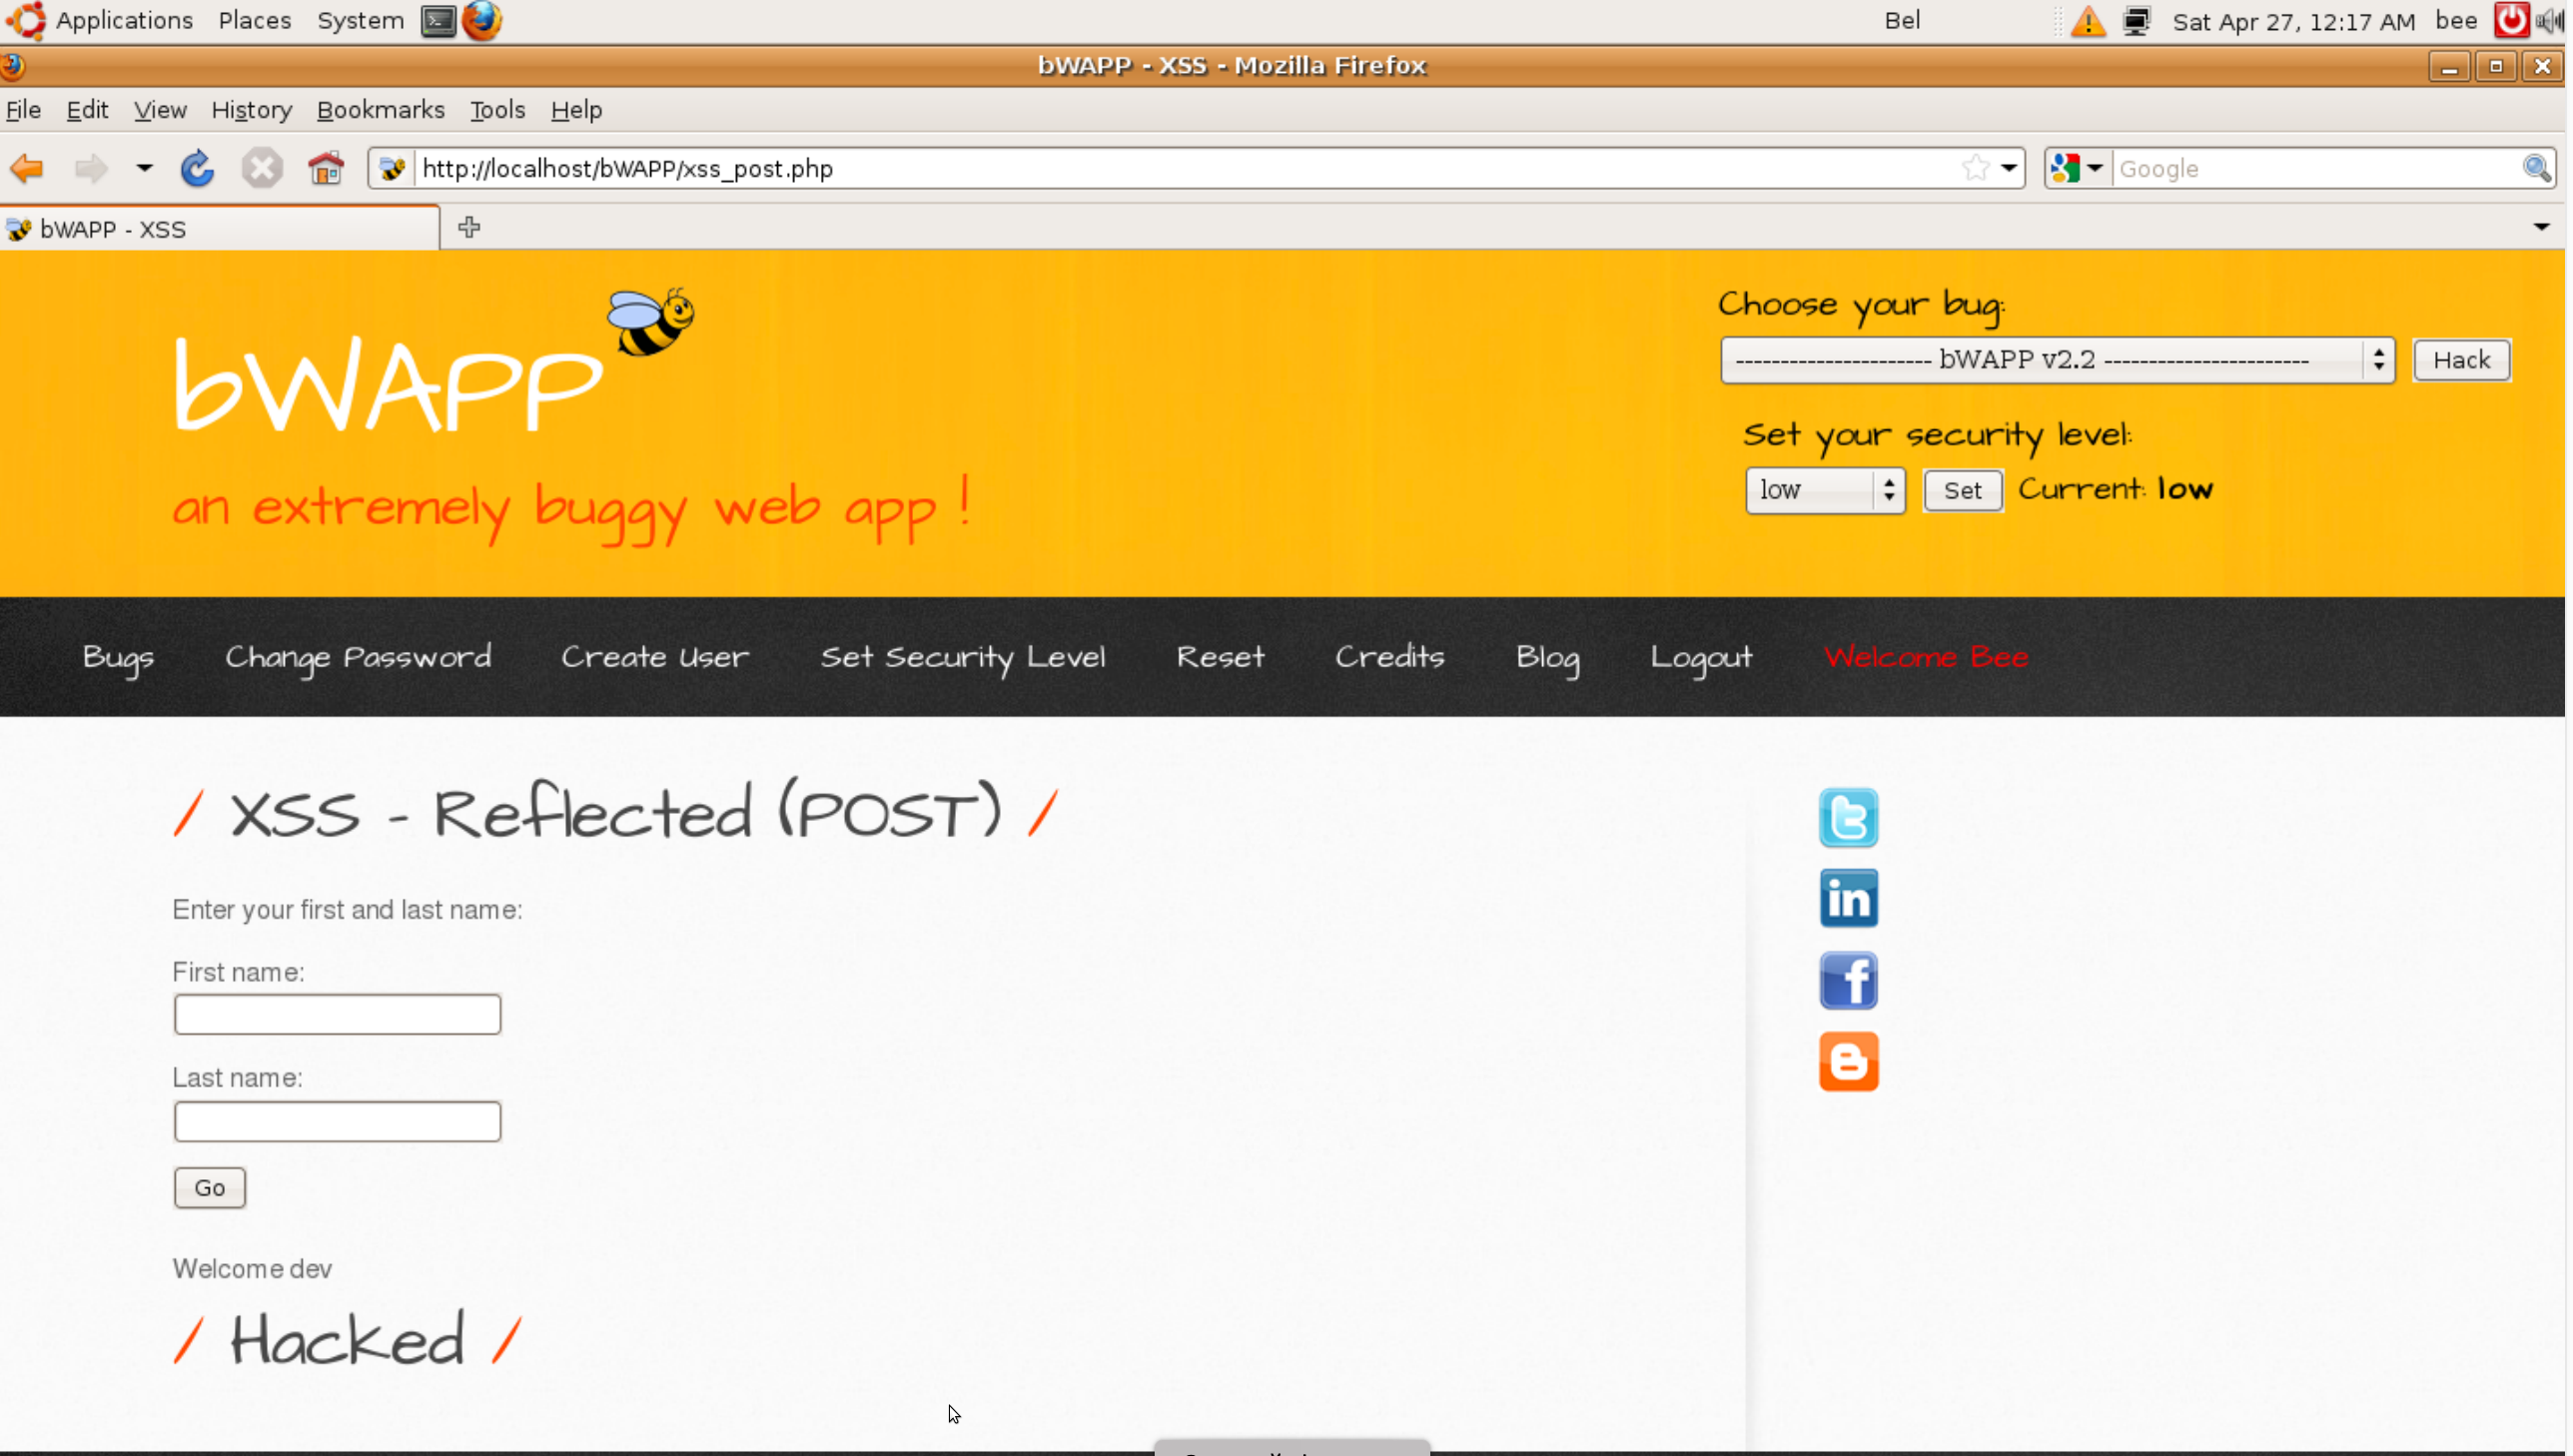 Applications Places System Bel Sat Apr 27, 12:17 AM bee
bWAPP - XSS - Mozilla Firefox
File Edit View History Bookmarks Tools Help
http://localhost/bWAPP/xss_post.php Google
bWAPP - XSS
Choose your bug:
bWAPP
---------------------- bWAPP v2.2 ----------------------- Hack
Set your security level:
low Set Current: low
an extremely buggy web app !
Bugs Change Password Create User Set Security Level Reset Credits Blog Logout Welcome Bee
/ XSS - Reflected (POST) /
Enter your first and last name:
First name:
Last name:
Go
Welcome dev
/ Hacked /